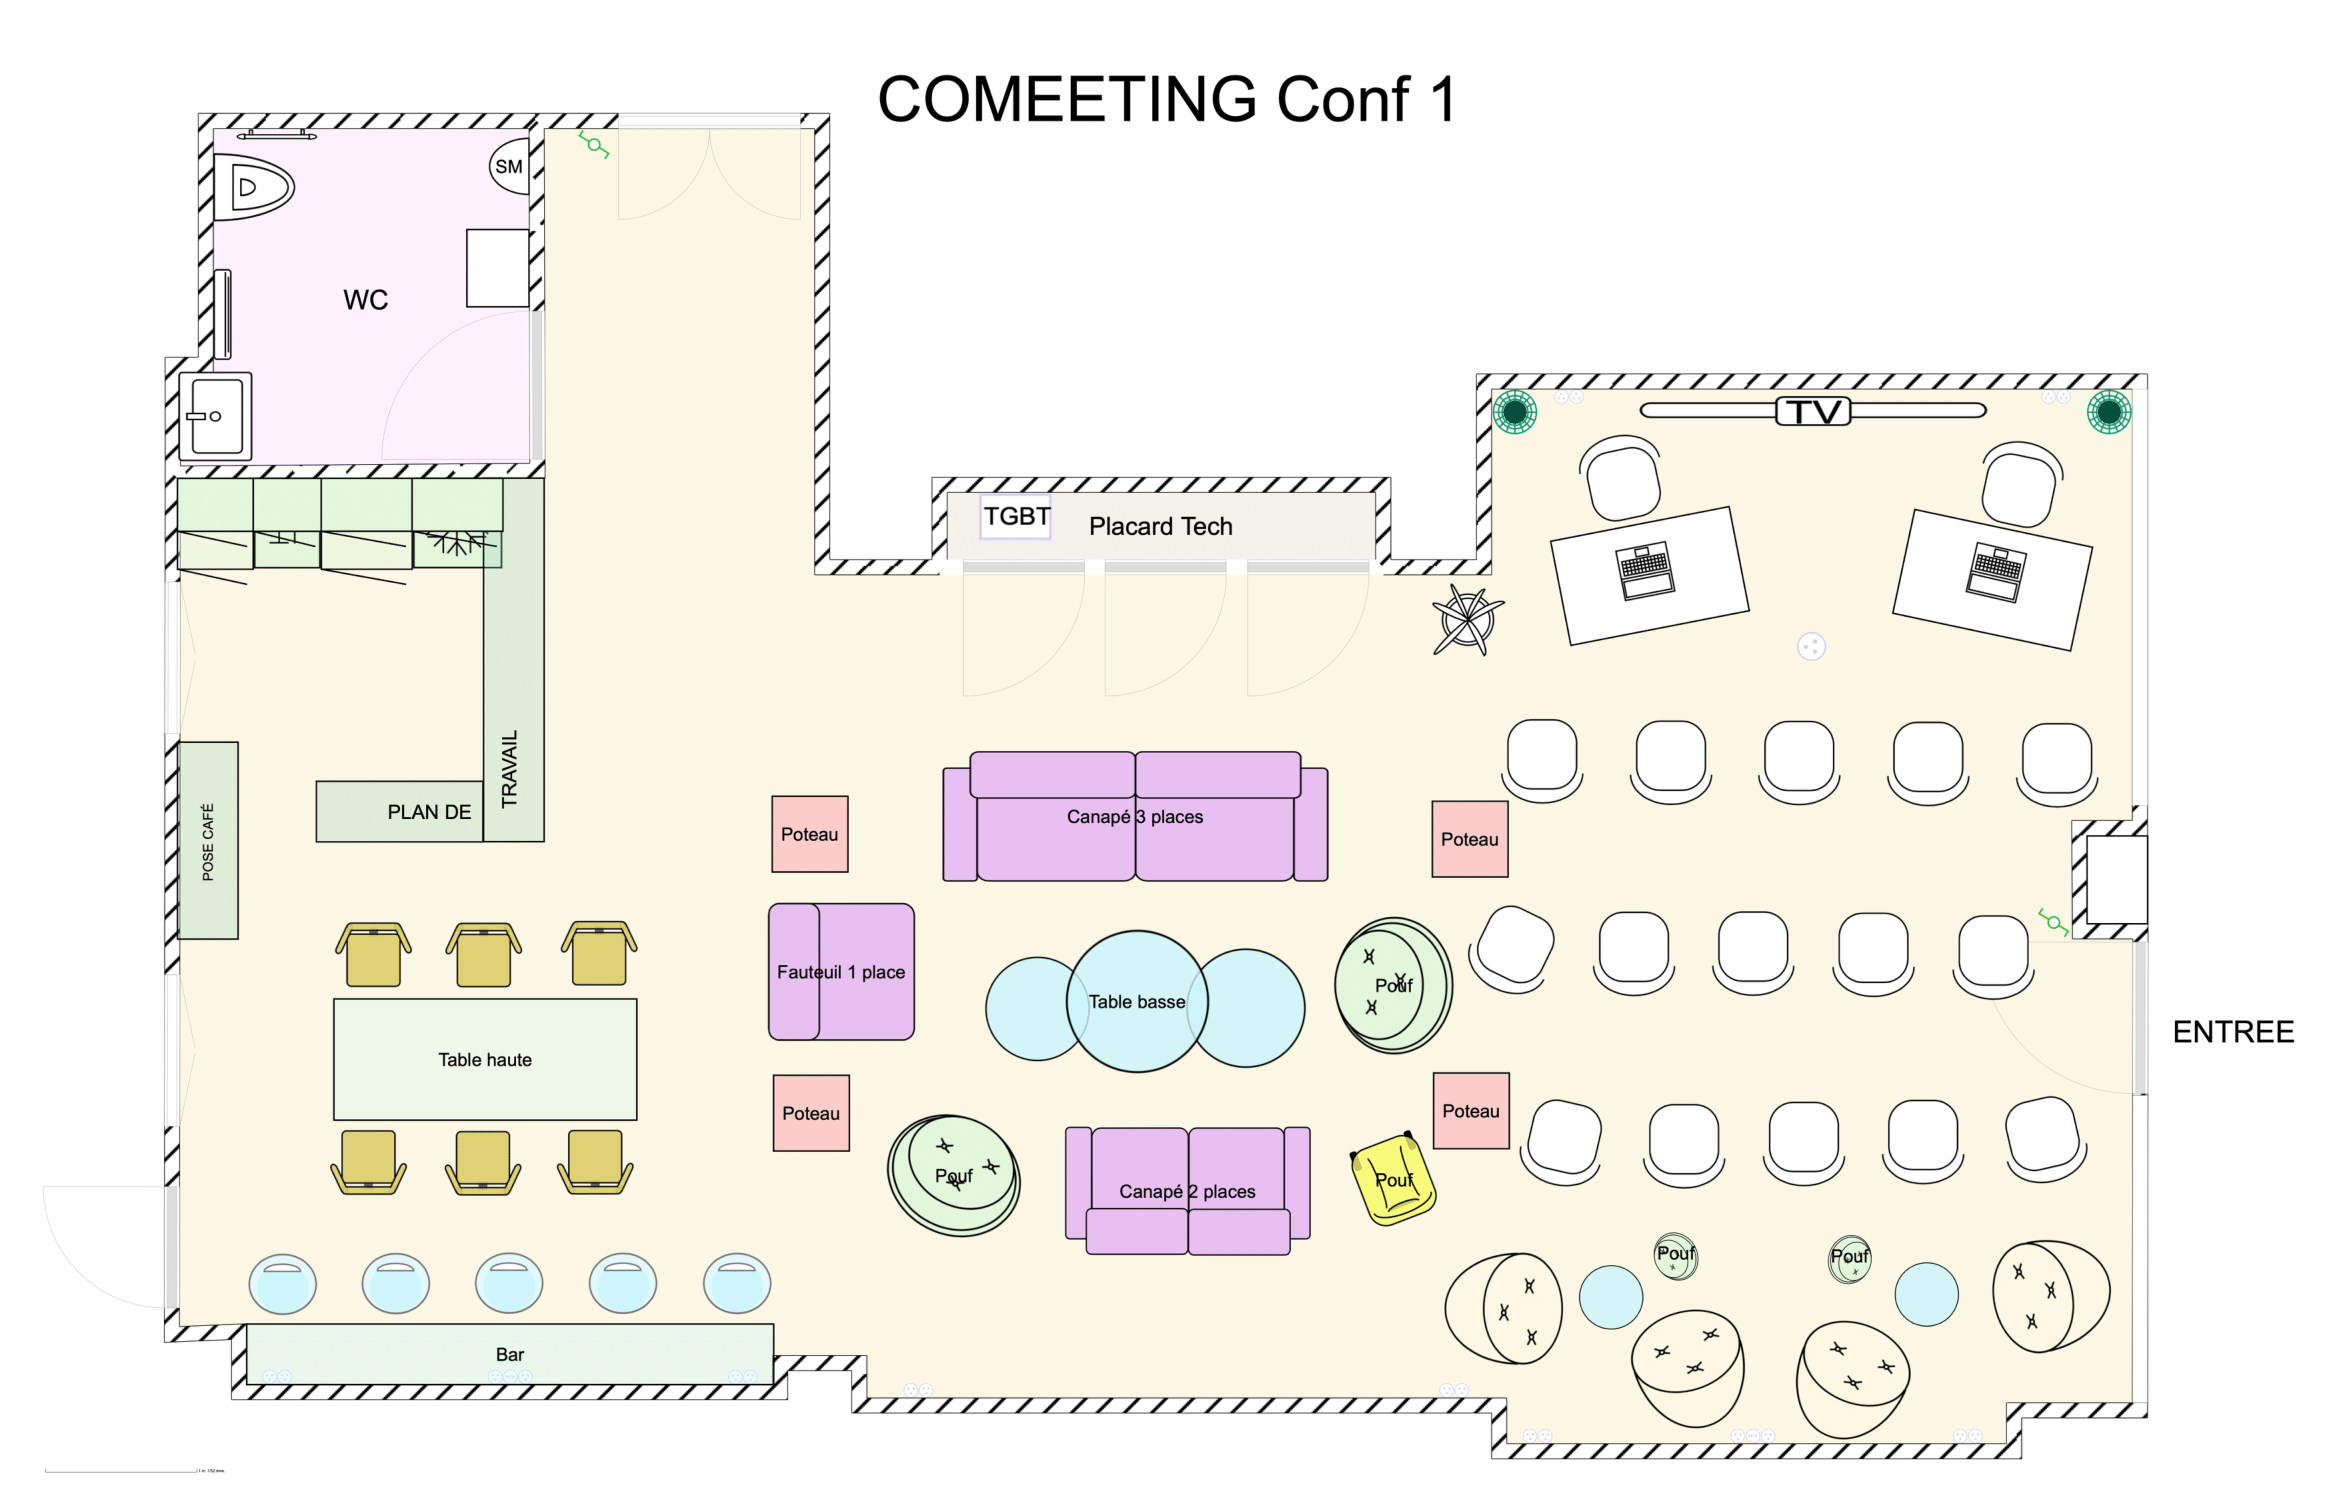 COMEETING Conf 1
SM
WC
TV
TGBT
Placard Tech
TRAVAIL
PLAN DE
POSE CAFÉ
Canapé 3 places
Poteau
Poteau
Fauteuil 1 place
Pouf
Table basse
ENTREE
Table haute
Poteau
Poteau
Pouf
Canapé 2 places
Pouf
Pouf
Pouf
Bar